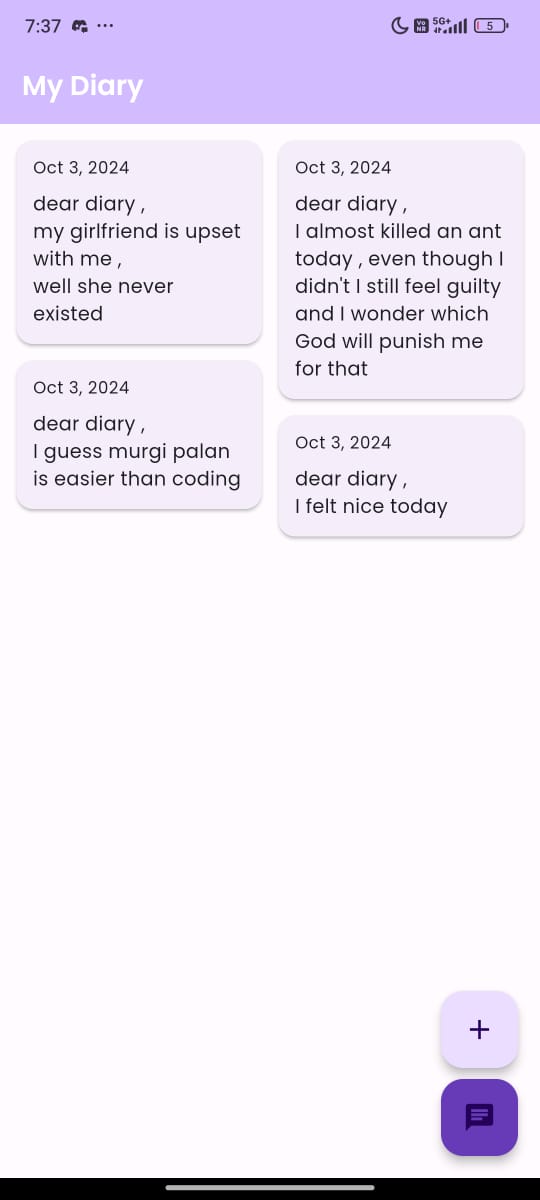 7:37
Vo
NR
5G+
5
My Diary
Oct 3, 2024
dear diary ,
my girlfriend is upset
with me ,
well she never
existed
Oct 3, 2024
dear diary ,
I almost killed an ant
today , even though I
didn't I still feel guilty
and I wonder which
God will punish me
for that
Oct 3, 2024
dear diary ,
I guess murgi palan
is easier than coding
Oct 3, 2024
dear diary ,
I felt nice today